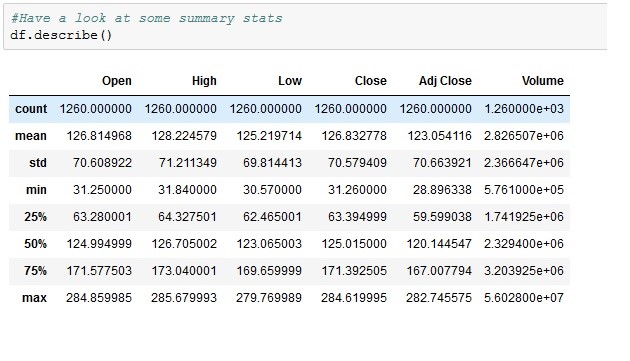 #Have a look at some summary stats
df.describe()
Open High Low Close Adj Close Volume
count 1260.000000 1260.000000 1260.000000 1260.000000 1260.000000 1.260000e+03
mean 126.814968 128.224579 125.219714 126.832778 123.054116 2.826507e+06
std 70.608922 71.211349 69.814413 70.579409 70.663921 2.366647e+06
min 31.250000 31.840000 30.570000 31.260000 28.896338 5.761000e+05
25% 63.280001 64.327501 62.465001 63.394999 59.599038 1.741925e+06
50% 124.994999 126.705002 123.065003 125.015000 120.144547 2.329400e+06
75% 171.577503 173.040001 169.659999 171.392505 167.007794 3.203925e+06
max 284.859985 285.679993 279.769989 284.619995 282.745575 5.602800e+07